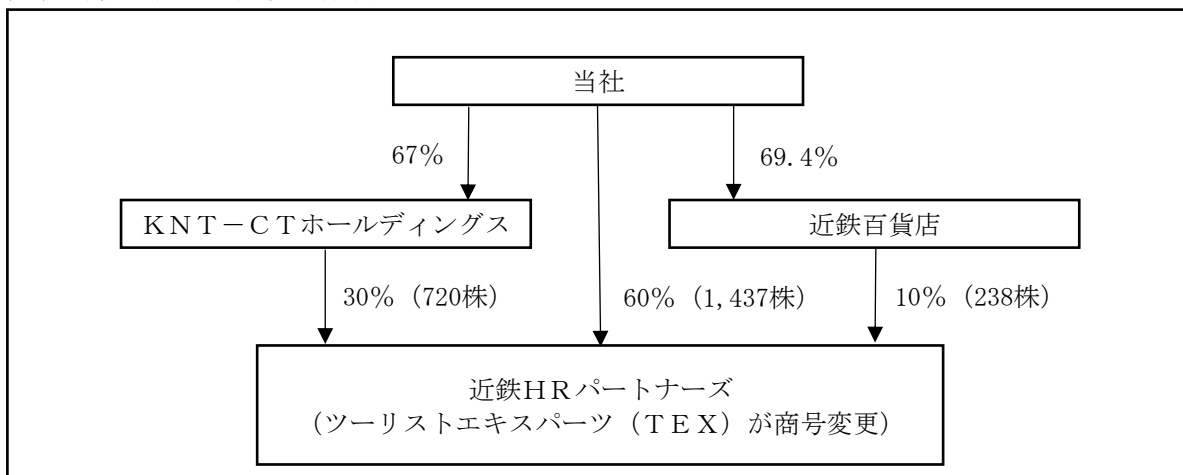 当社
67%
69.4%
KNT-CTホールディングス
近鉄百貨店
30%(720株)
60%(1,437株)
10%(238株)
近鉄HRパートナーズ
(ツーリストエキスパーツ(TEX)が商号変更)